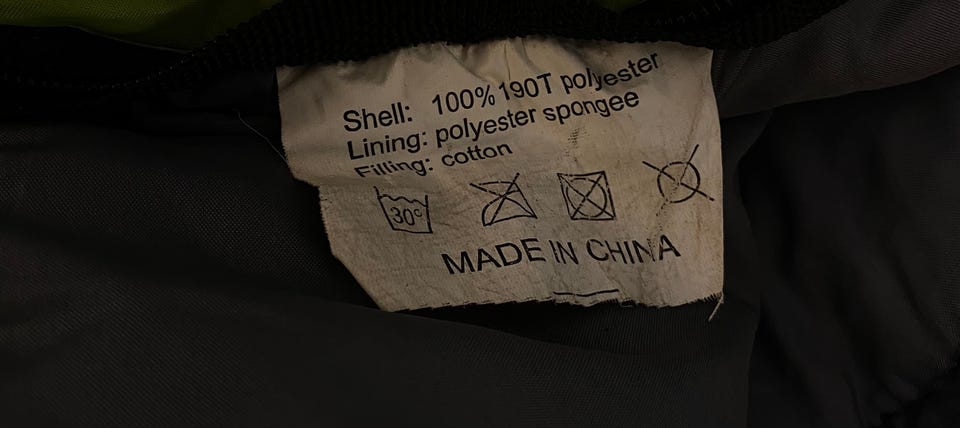 Shell: 100% 190T polyester
Lining: polyester spongee
Filling: cotton
30°
MADE IN CHINA